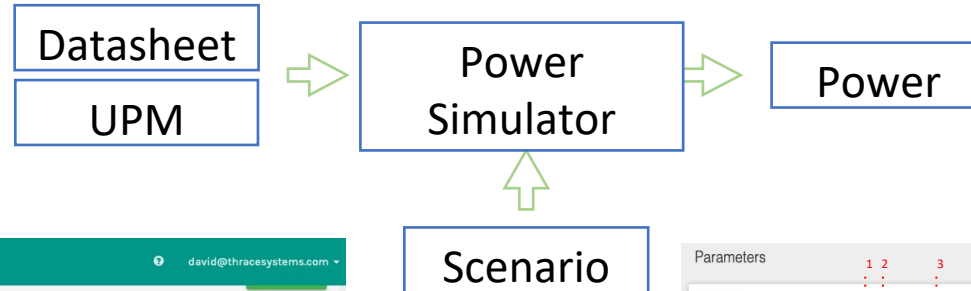 Datasheet
UPM
Power
Simulator
Power
Scenario
david@thracesystems.com
Parameters
1 2 3